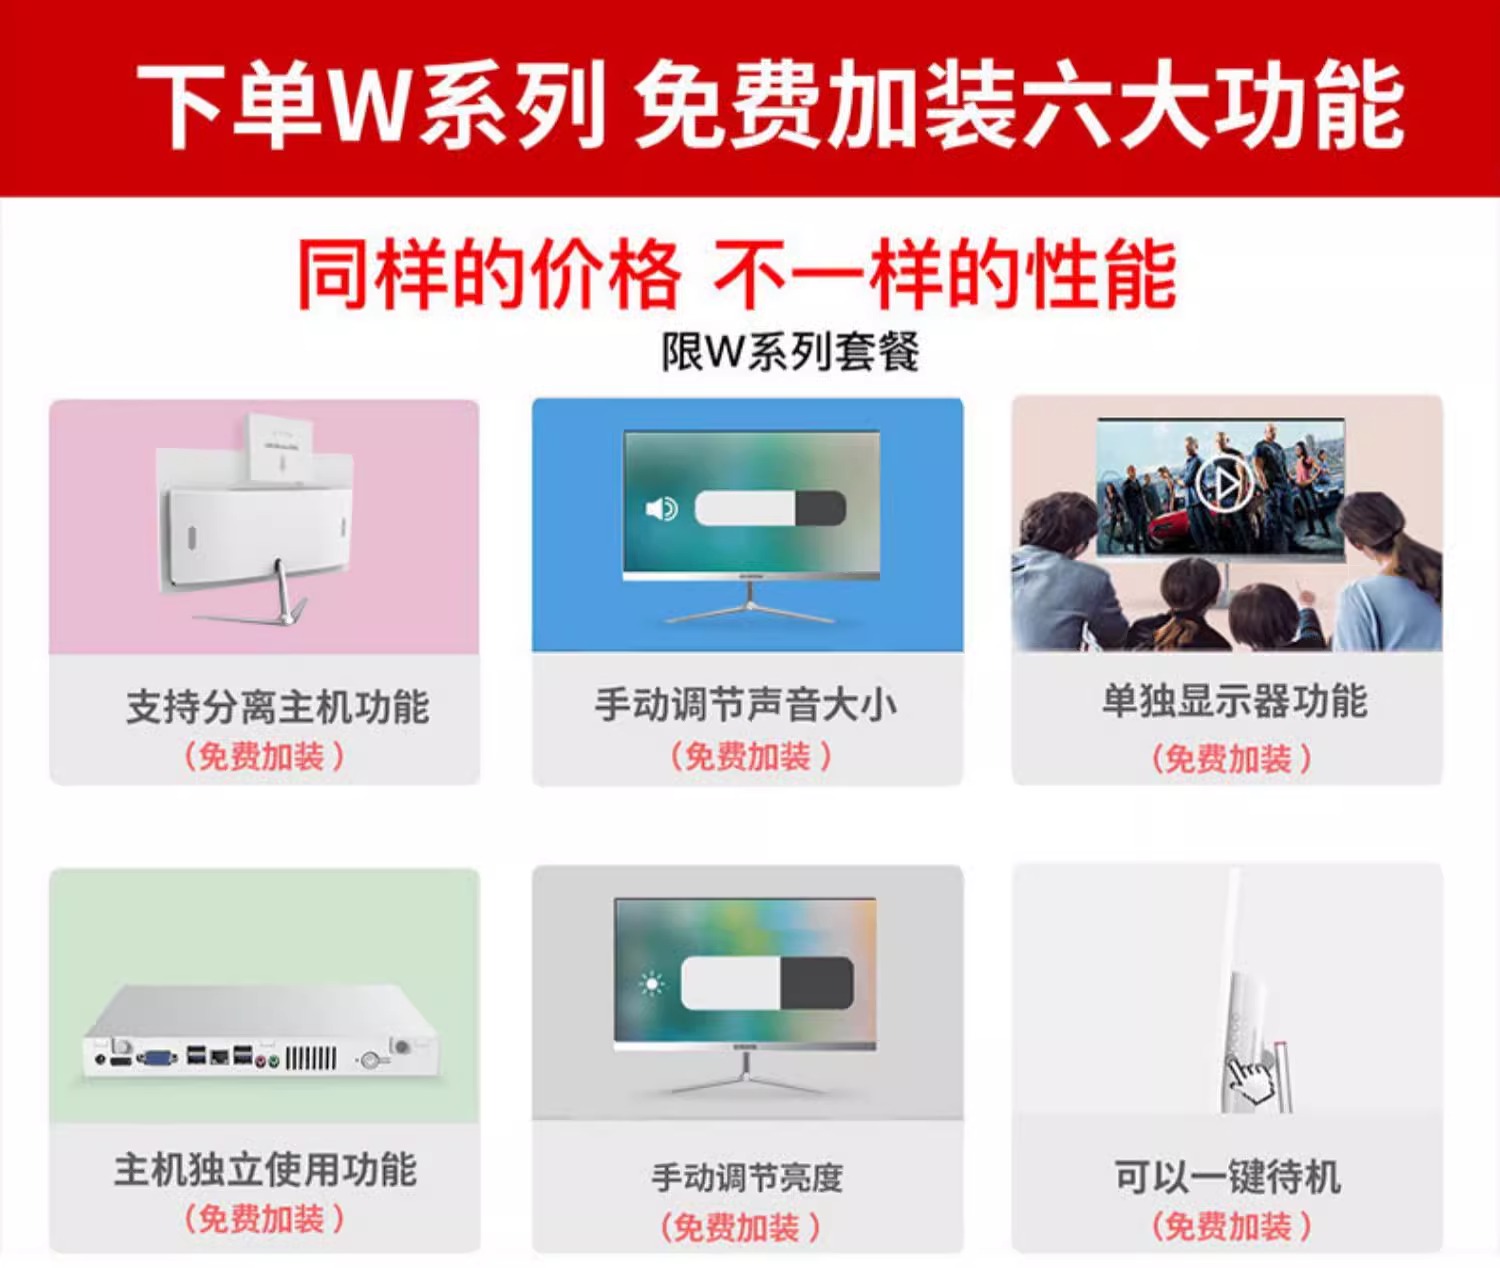 下单W系列 免费加装六大功能
同样的价格 不一样的性能
限W系列套餐
支持分离主机功能
（免费加装）
手动调节声音大小
（免费加装）
单独显示器功能
（免费加装）
主机独立使用功能
（免费加装）
手动调节亮度
（免费加装）
可以一键待机
（免费加装）